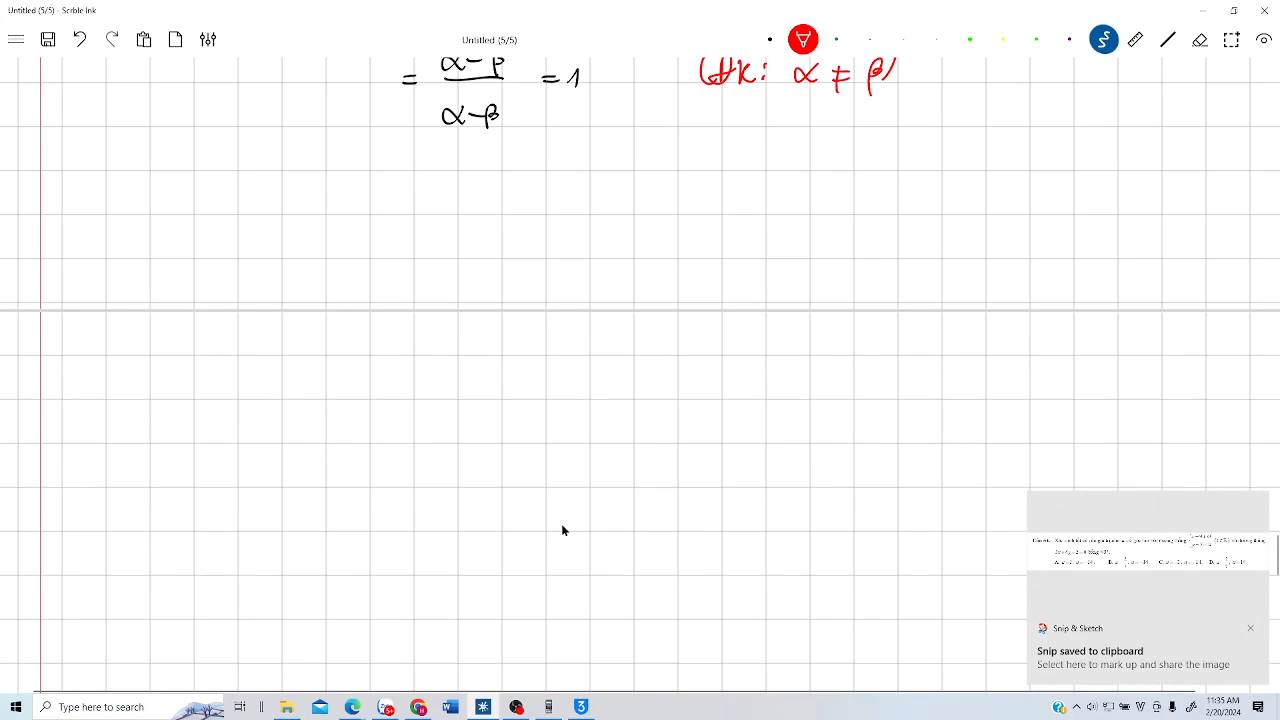 Untitled (5/5) - Scrble Ink
Untitled (5/5)
= α-β / α-β = 1
(ĐK: α ≠ β)
Snip & Sketch
Snip saved to clipboard
Select here to mark up and share the image
Type here to search
11:35 AM
2/20/2024